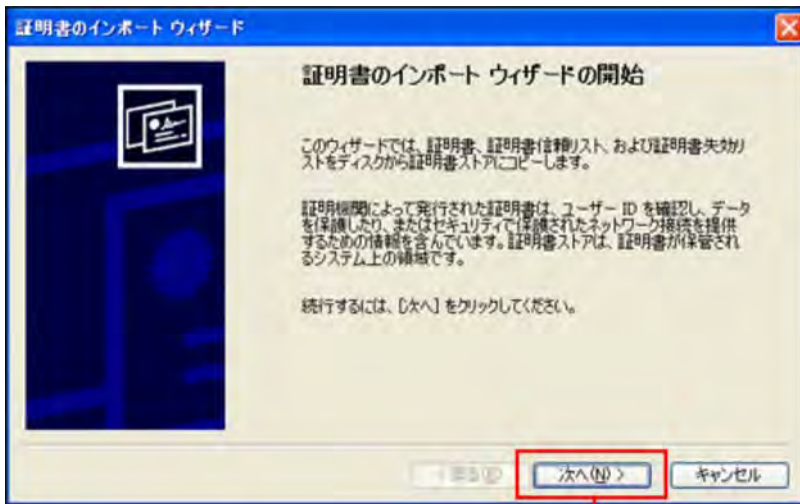 証明書のインポート ウィザード
証明書のインポート ウィザードの開始
このウィザードでは、証明書、証明書信頼リスト、および証明書失効リ
ストをディスクから証明書ストアにコピーします。
証明機関によって発行された証明書は、ユーザー ID を確認し、データ
を保護したり、またはセキュリティで保護されたネットワーク接続を提供
するための情報を含んでいます。証明書ストアは、証明書が保管され
るシステム上の領域です。
続行するには、[次へ] をクリックしてください。
< 戻る(B) 次へ(N) > キャンセル